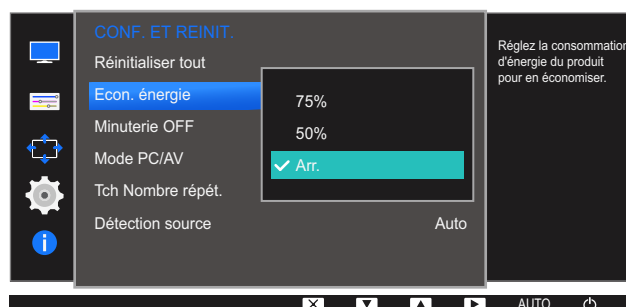 CONF. ET REINIT.
Réinitialiser tout
Econ. énergie
Minuterie OFF
Mode PC/AV
Tch Nombre répét.
Détection source Auto
75%
50%
Arr.
Réglez la consommation
d'énergie du produit
pour en économiser.
AUTO